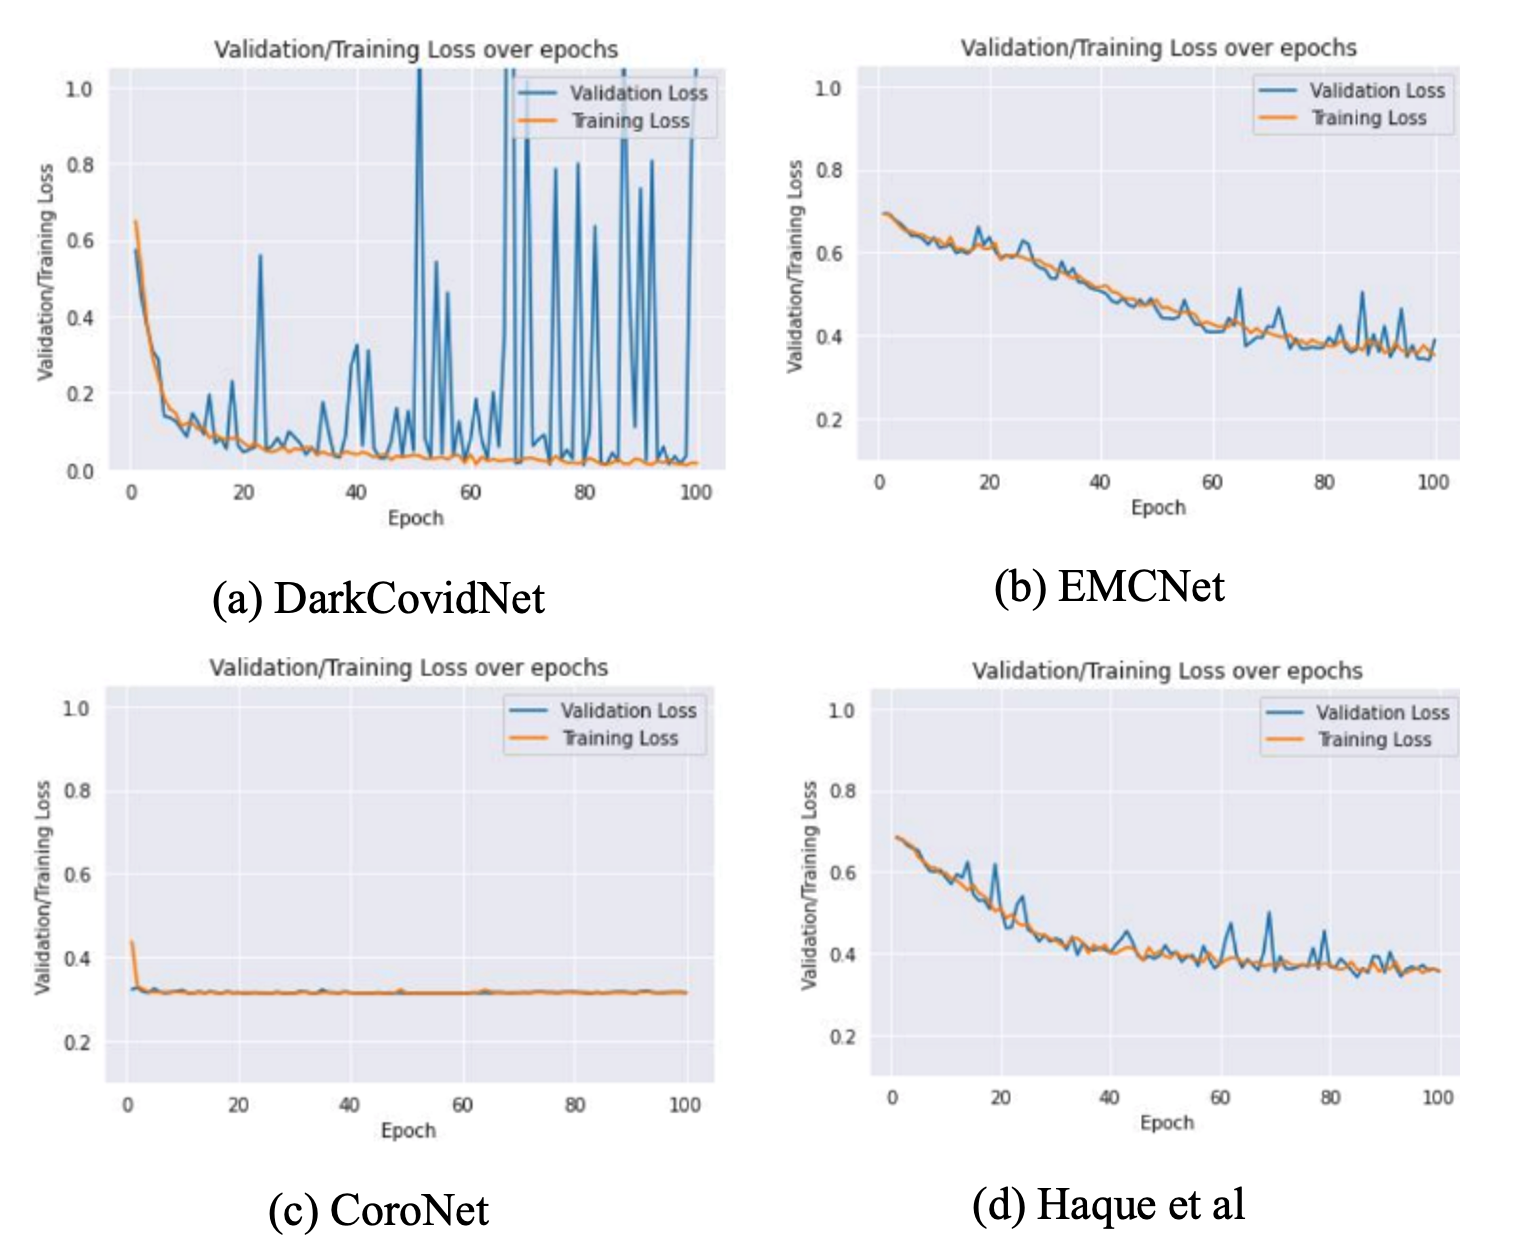 Validation/Training Loss over epochs
Validation/Training Loss
1.0
0.8
0.6
0.4
0.2
0.0
Validation Loss
Training Loss
0 20 40 60 80 100
Epoch
(a) DarkCovidNet
Validation/Training Loss over epochs
Validation/Training Loss
1.0
0.8
0.6
0.4
0.2
Validation Loss
Training Loss
0 20 40 60 80 100
Epoch
(b) EMCNet
Validation/Training Loss over epochs
Validation/Training Loss
1.0
0.8
0.6
0.4
0.2
Validation Loss
Training Loss
0 20 40 60 80 100
Epoch
(c) CoroNet
Validation/Training Loss over epochs
Validation/Training Loss
1.0
0.8
0.6
0.4
0.2
Validation Loss
Training Loss
0 20 40 60 80 100
Epoch
(d) Haque et al